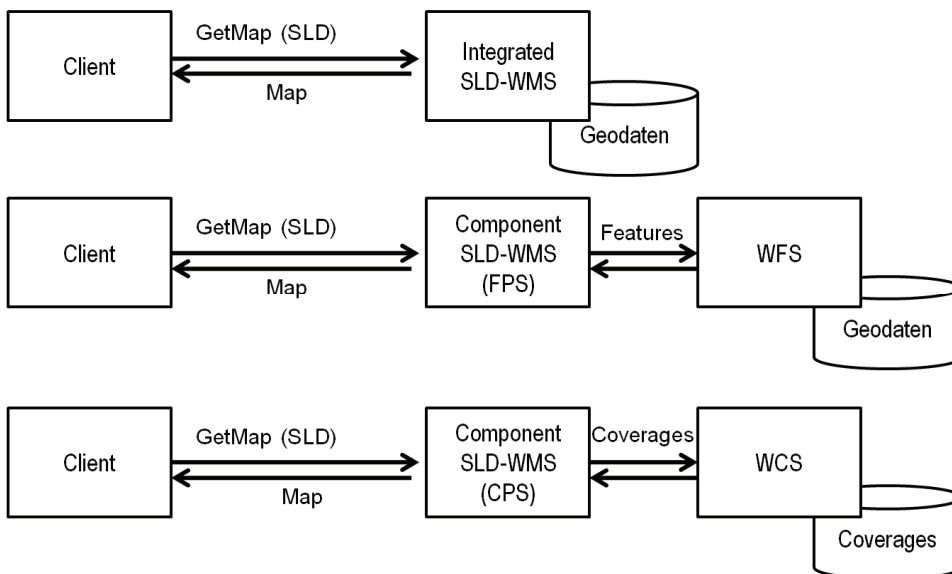 GetMap (SLD)
Client
Integrated
SLD-WMS
Map
Geodaten
GetMap (SLD)
Client
Component
SLD-WMS
(FPS)
Features
WFS
Map
Geodaten
GetMap (SLD)
Client
Component
SLD-WMS
(CPS)
Coverages
WCS
Map
Coverages